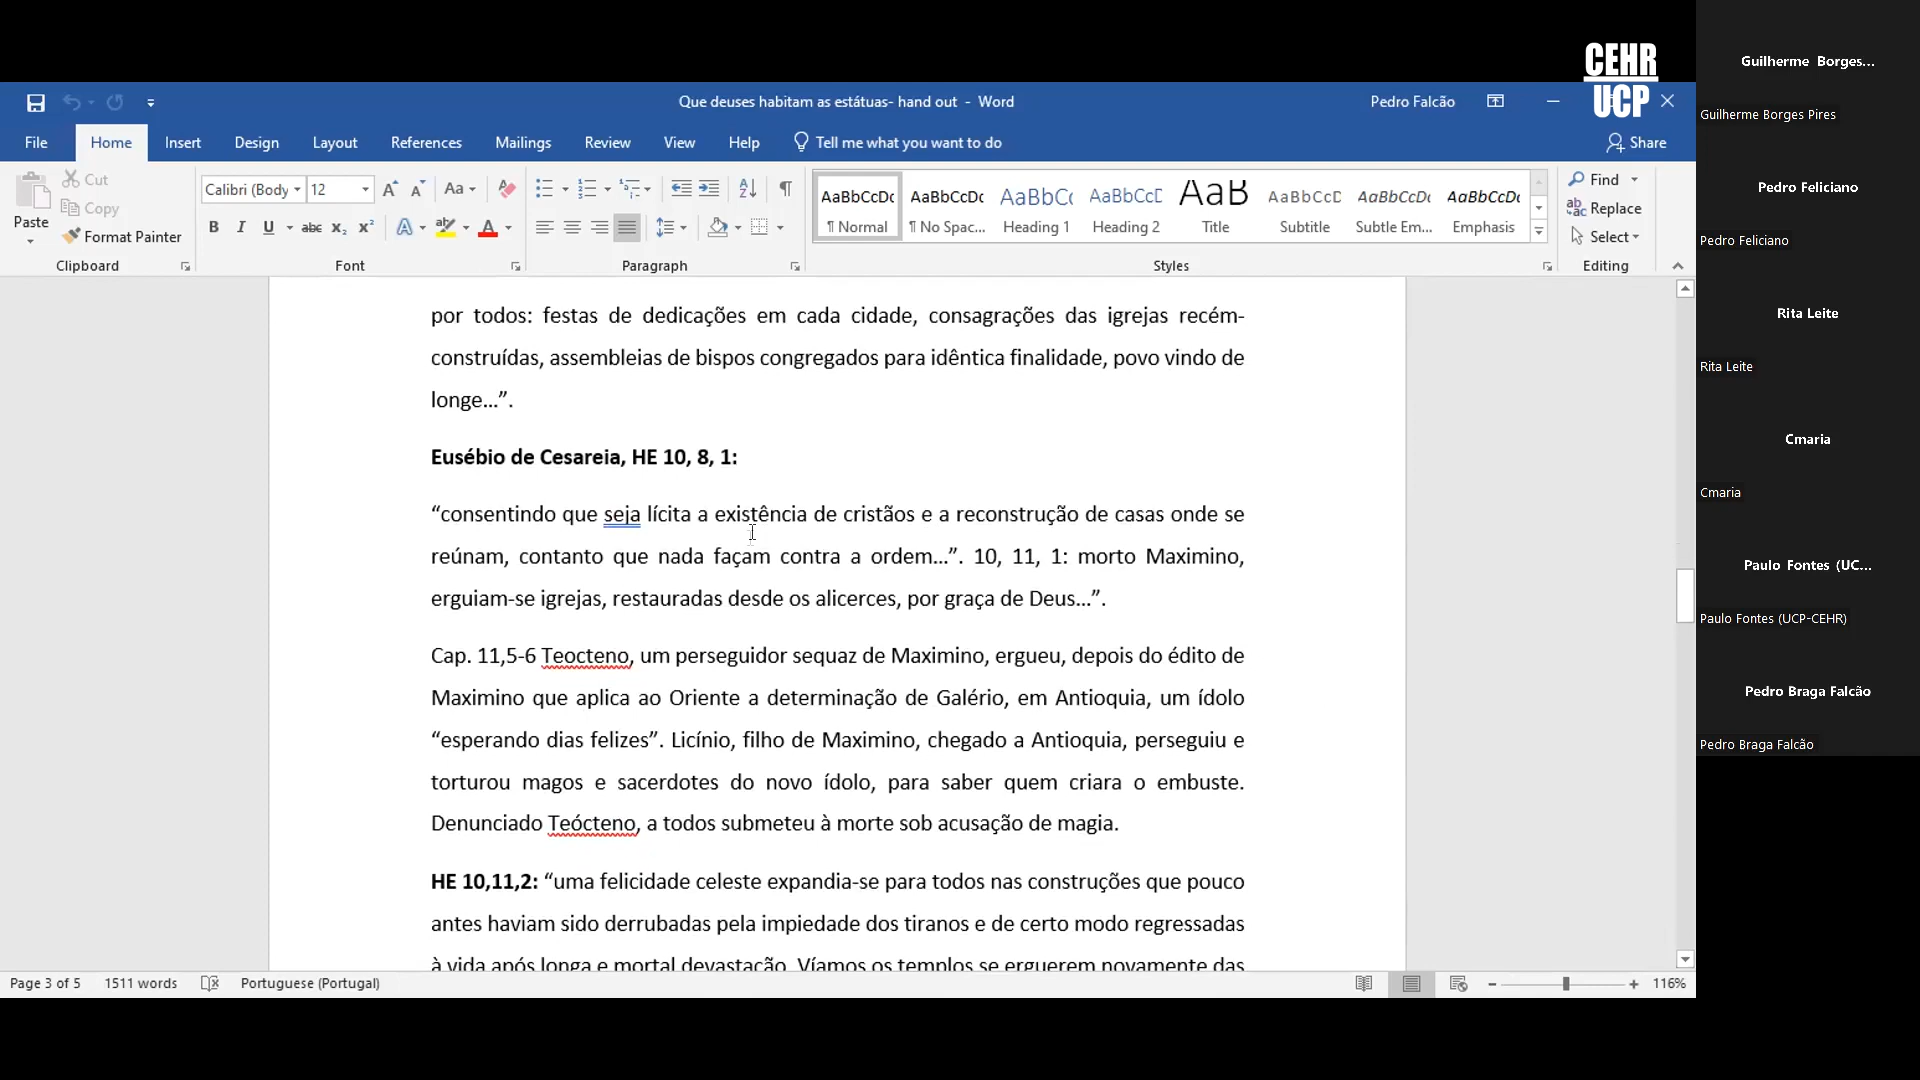 CEHR
UCP
Que deuses habitam as estátuas- hand out - Word
Pedro Falcão
File Home Insert Design Layout References Mailings Review View Help Tell me what you want to do Share
Paste
Cut
Copy
Format Painter
Clipboard
Calibri (Body 12
Font
Paragraph
AaBbCcDc AaBbCcDc AaBbCc AaBbCcD AaB AaBbCcD AaBbCcDc AaBbCcDc
¶ Normal ¶ No Spac... Heading 1 Heading 2 Title Subtitle Subtle Em... Emphasis
Styles
Find
Replace
Select
Editing
por todos: festas de dedicações em cada cidade, consagrações das igrejas recém-
construídas, assembleias de bispos congregados para idêntica finalidade, povo vindo de
longe...”.
Eusébio de Cesareia, HE 10, 8, 1:
“consentindo que seja lícita a existência de cristãos e a reconstrução de casas onde se
reúnam, contanto que nada façam contra a ordem...”. 10, 11, 1: morto Maximino,
erguiam-se igrejas, restauradas desde os alicerces, por graça de Deus...”.
Cap. 11,5-6 Teocteno, um perseguidor sequaz de Maximino, ergueu, depois do édito de
Maximino que aplica ao Oriente a determinação de Galério, em Antioquia, um ídolo
“esperando dias felizes”. Licínio, filho de Maximino, chegado a Antioquia, perseguiu e
torturou magos e sacerdotes do novo ídolo, para saber quem criara o embuste.
Denunciado Teócteno, a todos submeteu à morte sob acusação de magia.
HE 10,11,2: “uma felicidade celeste expandia-se para todos nas construções que pouco
antes haviam sido derrubadas pela impiedade dos tiranos e de certo modo regressadas
à vida após longa e mortal devastação. Víamos os templos se erguerem novamente das
Page 3 of 5 1511 words Portuguese (Portugal) 116%
Guilherme Borges...
Guilherme Borges Pires
Pedro Feliciano
Pedro Feliciano
Rita Leite
Rita Leite
Cmaria
Cmaria
Paulo Fontes (UC...
Paulo Fontes (UCP-CEHR)
Pedro Braga Falcão
Pedro Braga Falcão